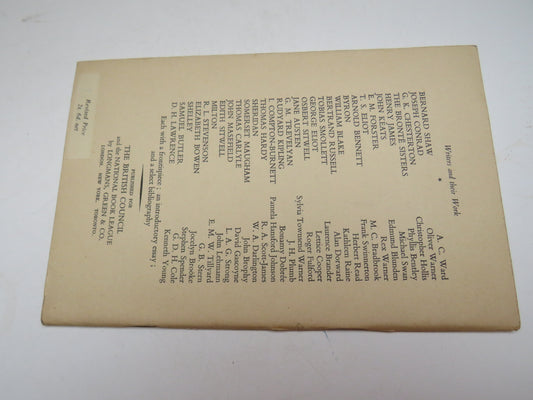 Writers and their Work
*
BERNARD SHAW A. C. Ward
JOSEPH CONRAD Oliver Warner
G. K. CHESTERTON Christopher Hollis
THE BRONTË SISTERS Phyllis Bentley
HENRY JAMES Michael Swan
JOHN KEATS Edmund Blunden
E. M. FORSTER Rex Warner
T. S. ELIOT M. C. Bradbrook
ARNOLD BENNETT Frank Swinnerton
BYRON Herbert Read
WILLIAM BLAKE Kathleen Raine
BERTRAND RUSSELL Alan Dorward
TOBIAS SMOLLETT Laurence Brander
GEORGE ELIOT Lettice Cooper
OSBERT SITWELL Roger Fulford
JANE AUSTEN Sylvia Townsend Warner
G. M. TREVELYAN J. H. Plumb
RUDYARD KIPLING Bonamy Dobrée
I. COMPTON-BURNETT Pamela Hansford Johnson
THOMAS HARDY R. A. Scott-James
SHERIDAN W. A. Darlington
SOMERSET MAUGHAM John Brophy
THOMAS CARLYLE David Gascoyne
JOHN MASEFIELD L. A. G. Strong
EDITH SITWELL John Lehmann
MILTON E. M. W. Tillyard
R. L. STEVENSON G. B. Stern
ELIZABETH BOWEN Jocelyn Brooke
SHELLEY Stephen Spender
SAMUEL BUTLER G. D. H. Cole
D. H. LAWRENCE Kenneth Young
Each with a frontispiece; an introductory essay;
and a select bibliography
PUBLISHED FOR
THE BRITISH COUNCIL
and the NATIONAL BOOK LEAGUE
by LONGMANS, GREEN & CO.
LONDON. NEW YORK. TORONTO.
Revised Price
2s. 6d. net